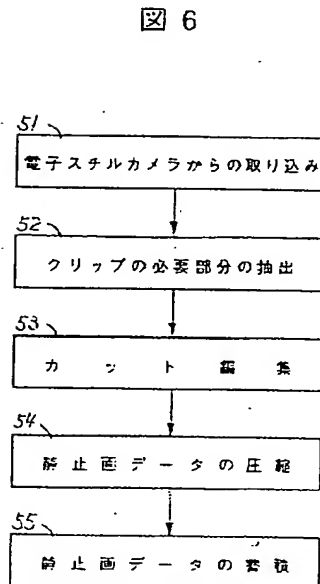 図 6
51
電子スチルカメラからの取り込み
52
クリップの必要部分の抽出
53
カット編集
54
静止画データの圧縮
55
静止画データの蓄積